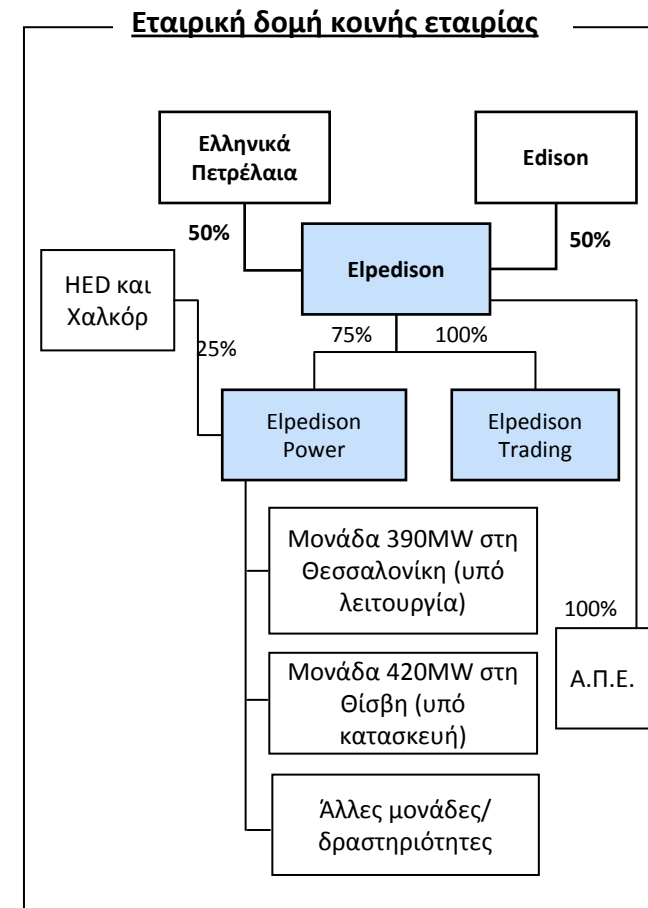 Εταιρική δομή κοινής εταιρίας
Ελληνικά
Πετρέλαια
Edison
50%
50%
Elpedison
HED και
Χαλκόρ
25%
75%
100%
Elpedison
Power
Elpedison
Trading
Μονάδα 390MW στη
Θεσσαλονίκη (υπό
λειτουργία)
100%
Α.Π.Ε.
Μονάδα 420MW στη
Θίσβη (υπό
κατασκευή)
Άλλες μονάδες/
δραστηριότητες